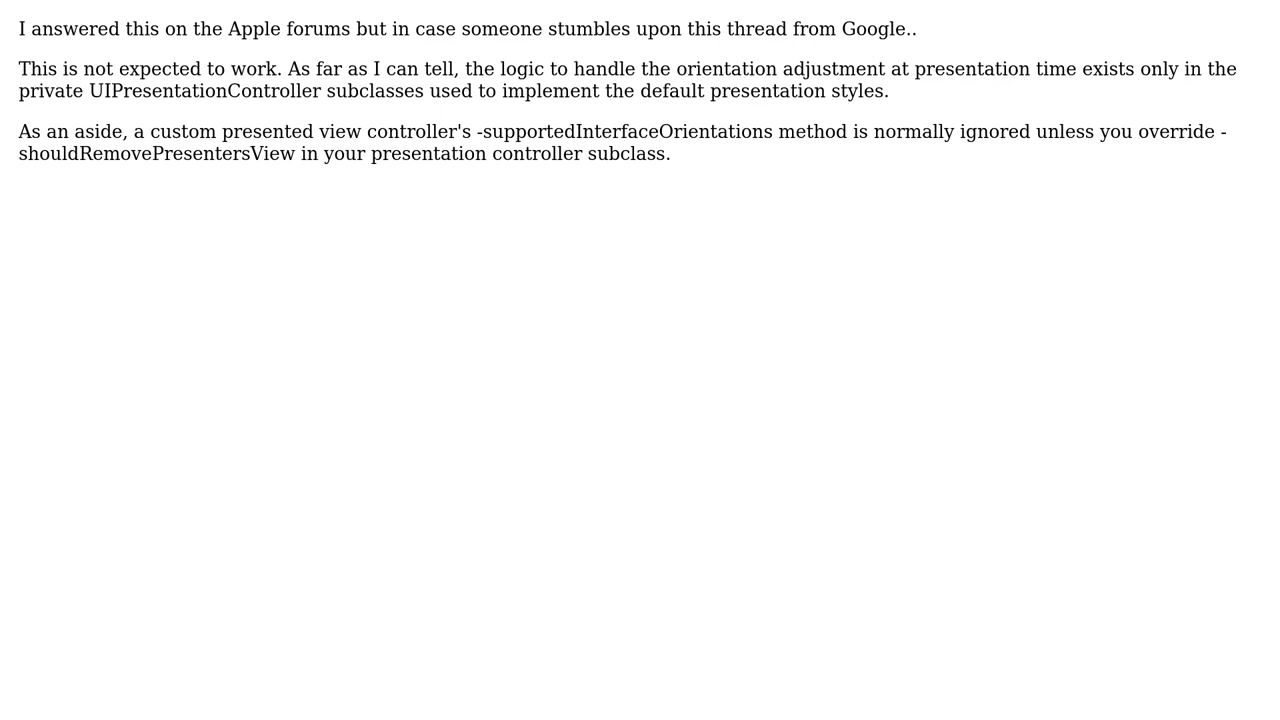 I answered this on the Apple forums but in case someone stumbles upon this thread from Google..
This is not expected to work. As far as I can tell, the logic to handle the orientation adjustment at presentation time exists only in the
private UIPresentationController subclasses used to implement the default presentation styles.
As an aside, a custom presented view controller's -supportedInterfaceOrientations method is normally ignored unless you override -
shouldRemovePresentersView in your presentation controller subclass.